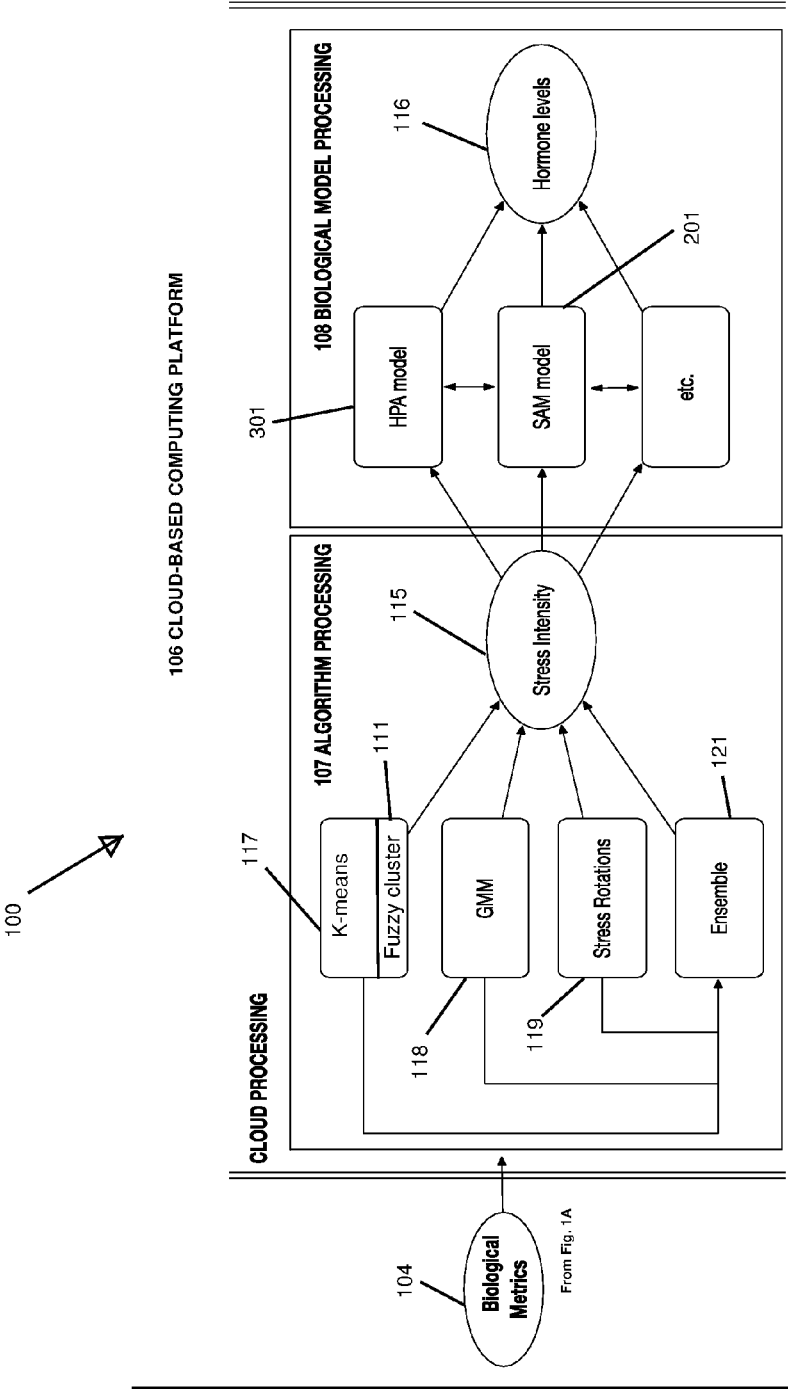 100
106 CLOUD-BASED COMPUTING PLATFORM
CLOUD PROCESSING
104
Biological
Metrics
From Fig. 1A
107 ALGORITHM PROCESSING
117
K-means
Fuzzy cluster
111
118
GMM
119
Stress Rotations
Ensemble
121
115
Stress Intensity
108 BIOLOGICAL MODEL PROCESSING
301
HPA model
SAM model
201
etc.
116
Hormone levels